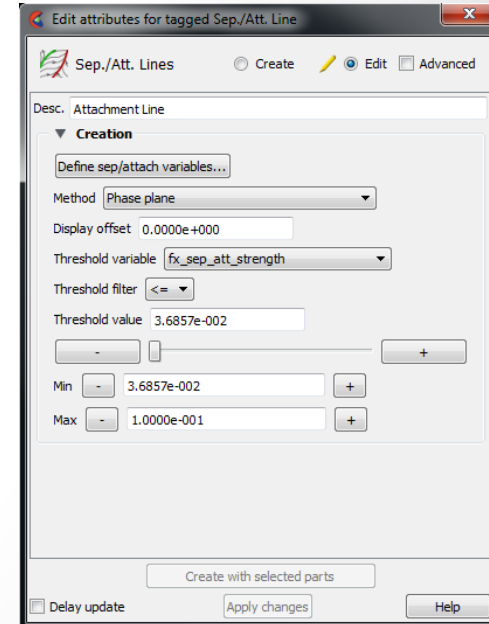 Edit attributes for tagged Sep./Att. Line
Sep./Att. Lines Create Edit Advanced
Desc. Attachment Line
Creation
Define sep/attach variables...
Method Phase plane
Display offset 0.0000e+000
Threshold variable fx_sep_att_strength
Threshold filter <=
Threshold value 3.6857e-002
- +
Min - 3.6857e-002 +
Max - 1.0000e-001 +
Create with selected parts
Delay update Apply changes Help